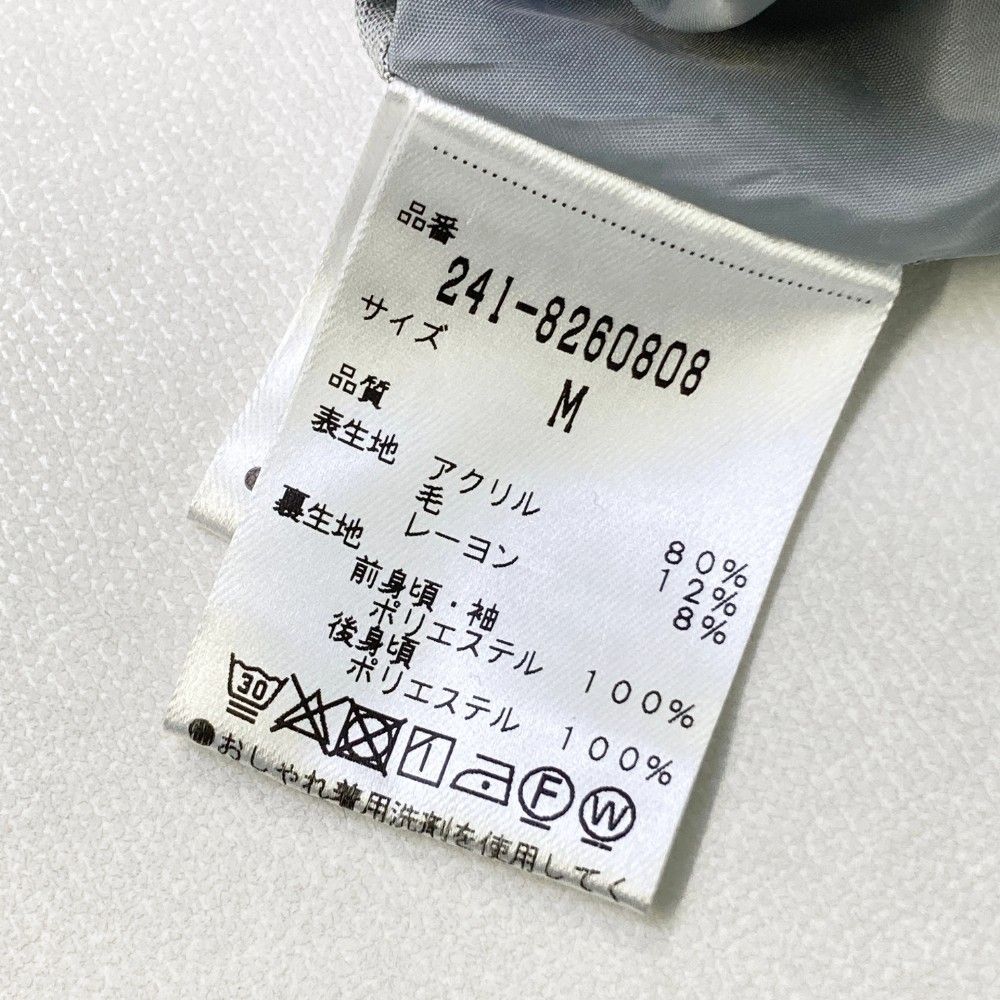 品番
241-8260808
サイズ
M
品質
表生地 アクリル 80%
毛 12%
レーヨン 8%
裏生地
前身頃・袖
ポリエステル 100%
後身頃
ポリエステル 100%
30 F W
●おしゃれ着用洗剤を使用してく